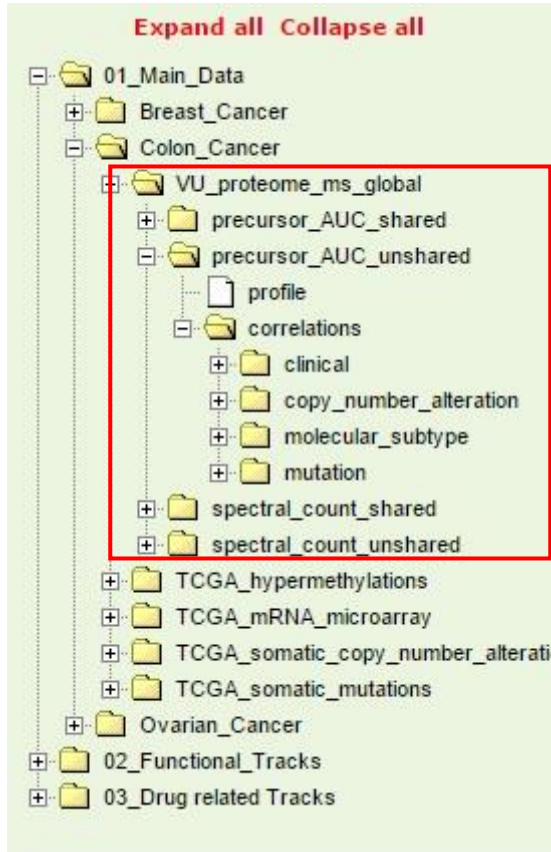 Expand all Collapse all
01_Main_Data
Breast_Cancer
Colon_Cancer
VU_proteome_ms_global
precursor_AUC_shared
precursor_AUC_unshared
profile
correlations
clinical
copy_number_alteration
molecular_subtype
mutation
spectral_count_shared
spectral_count_unshared
TCGA_hypermethylations
TCGA_mRNA_microarray
TCGA_somatic_copy_number_alterati
TCGA_somatic_mutations
Ovarian_Cancer
02_Functional_Tracks
03_Drug related Tracks